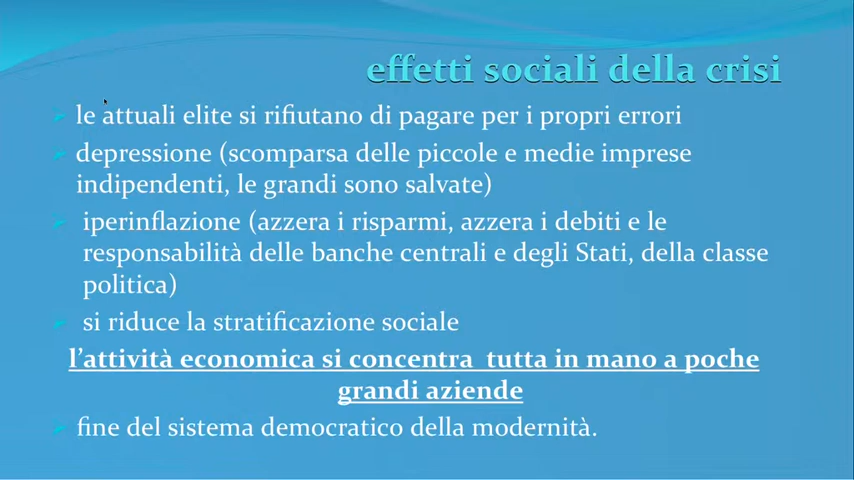 effetti sociali della crisi
le attuali elite si rifiutano di pagare per i propri errori
depressione (scomparsa delle piccole e medie imprese
indipendenti, le grandi sono salvate)
iperinflazione (azzera i risparmi, azzera i debiti e le
responsabilità delle banche centrali e degli Stati, della classe
politica)
si riduce la stratificazione sociale
l’attività economica si concentra tutta in mano a poche
grandi aziende
fine del sistema democratico della modernità.